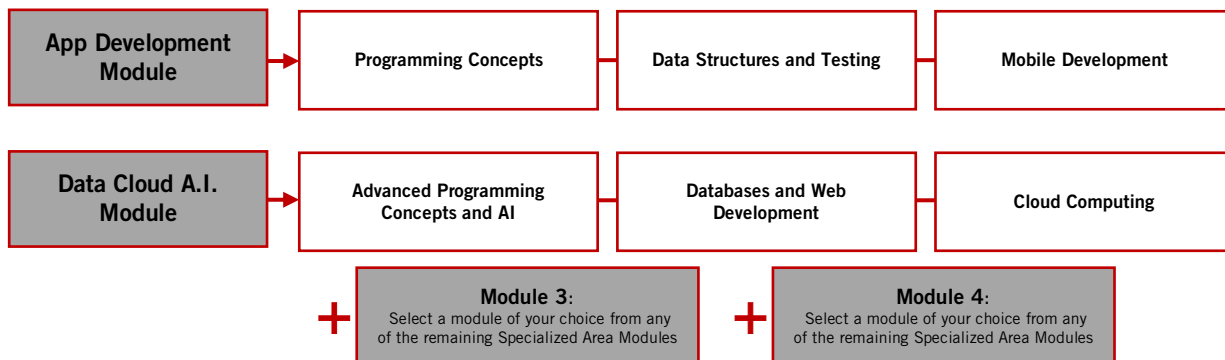 App Development
Module
Programming Concepts
Data Structures and Testing
Mobile Development
Data Cloud A.I.
Module
Advanced Programming
Concepts and AI
Databases and Web
Development
Cloud Computing
+
Module 3:
Select a module of your choice from any
of the remaining Specialized Area Modules
+
Module 4:
Select a module of your choice from any
of the remaining Specialized Area Modules